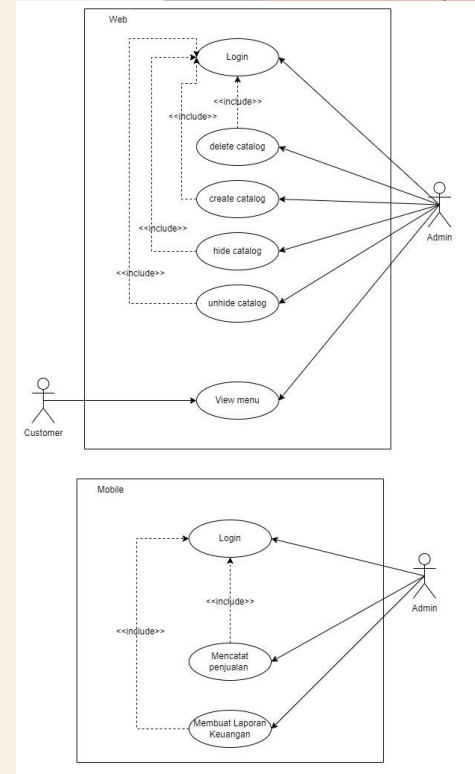 Web
Login
<<include>>
<<include>>
delete catalog
create catalog
<<include>>
hide catalog
<<include>>
unhide catalog
Admin
View menu
Customer
Mobile
Login
<<include>>
<<include>>
Admin
Mencatat
penjualan
Membuat Laporan
Keuangan